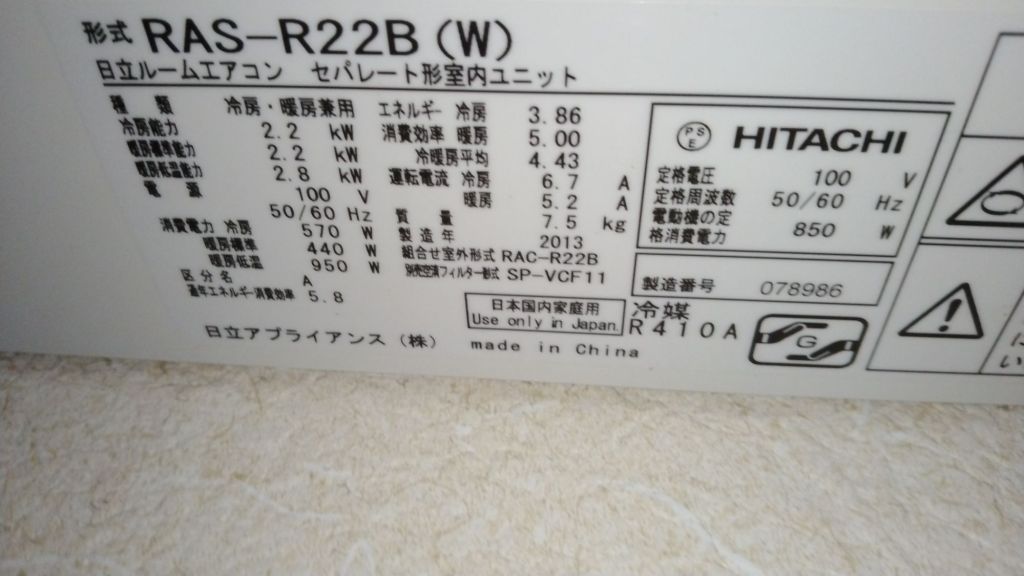 形式 RAS-R22B(W)
日立ルームエアコン セパレート形室内ユニット
種類 冷房・暖房兼用
冷房能力 2.2 kW
暖房標準能力 2.2 kW
暖房低温能力 2.8 kW
電源 100 V
50/60 Hz
消費電力 冷房 570 W
暖房標準 440 W
暖房低温 950 W
区分名 A
通年エネルギー消費効率 5.8
エネルギー 冷房 3.86
消費効率 暖房 5.00
冷暖房平均 4.43
運転電流 冷房 6.7 A
暖房 5.2 A
質量 7.5 kg
製造年 2013
組合せ室外形式 RAC-R22B
別売空清フィルター形式 SP-VCF11
日本国内家庭用
Use only in Japan.
日立アプライアンス(株) made in China
PSE HITACHI
定格電圧 100 V
定格周波数 50/60 Hz
電動機の定
格消費電力 850 W
製造番号 078986
冷媒
R410A
G
に
い